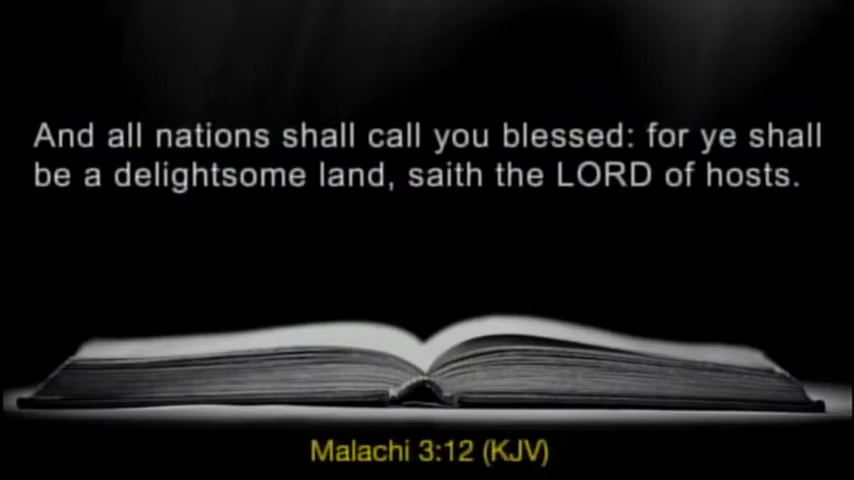 And all nations shall call you blessed: for ye shall
be a delightsome land, saith the LORD of hosts.
Malachi 3:12 (KJV)